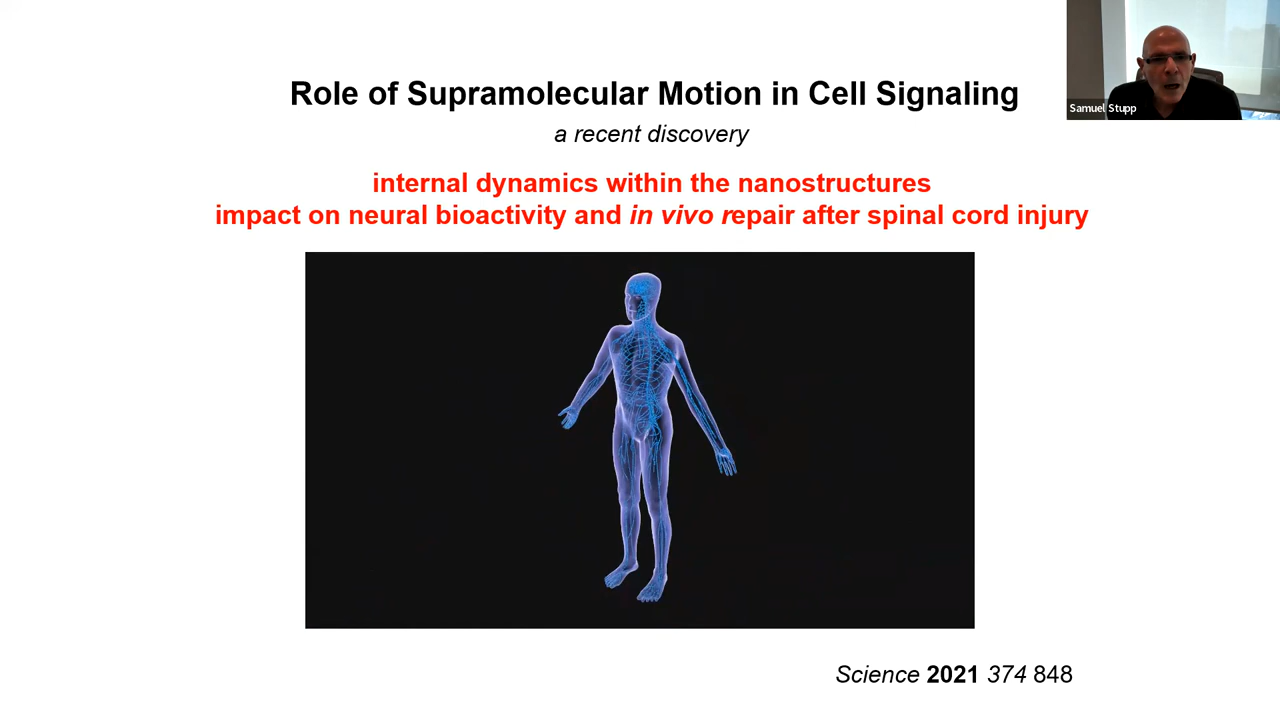 Role of Supramolecular Motion in Cell Signaling
a recent discovery
internal dynamics within the nanostructures
impact on neural bioactivity and in vivo repair after spinal cord injury
Samuel Stupp
Science 2021 374 848